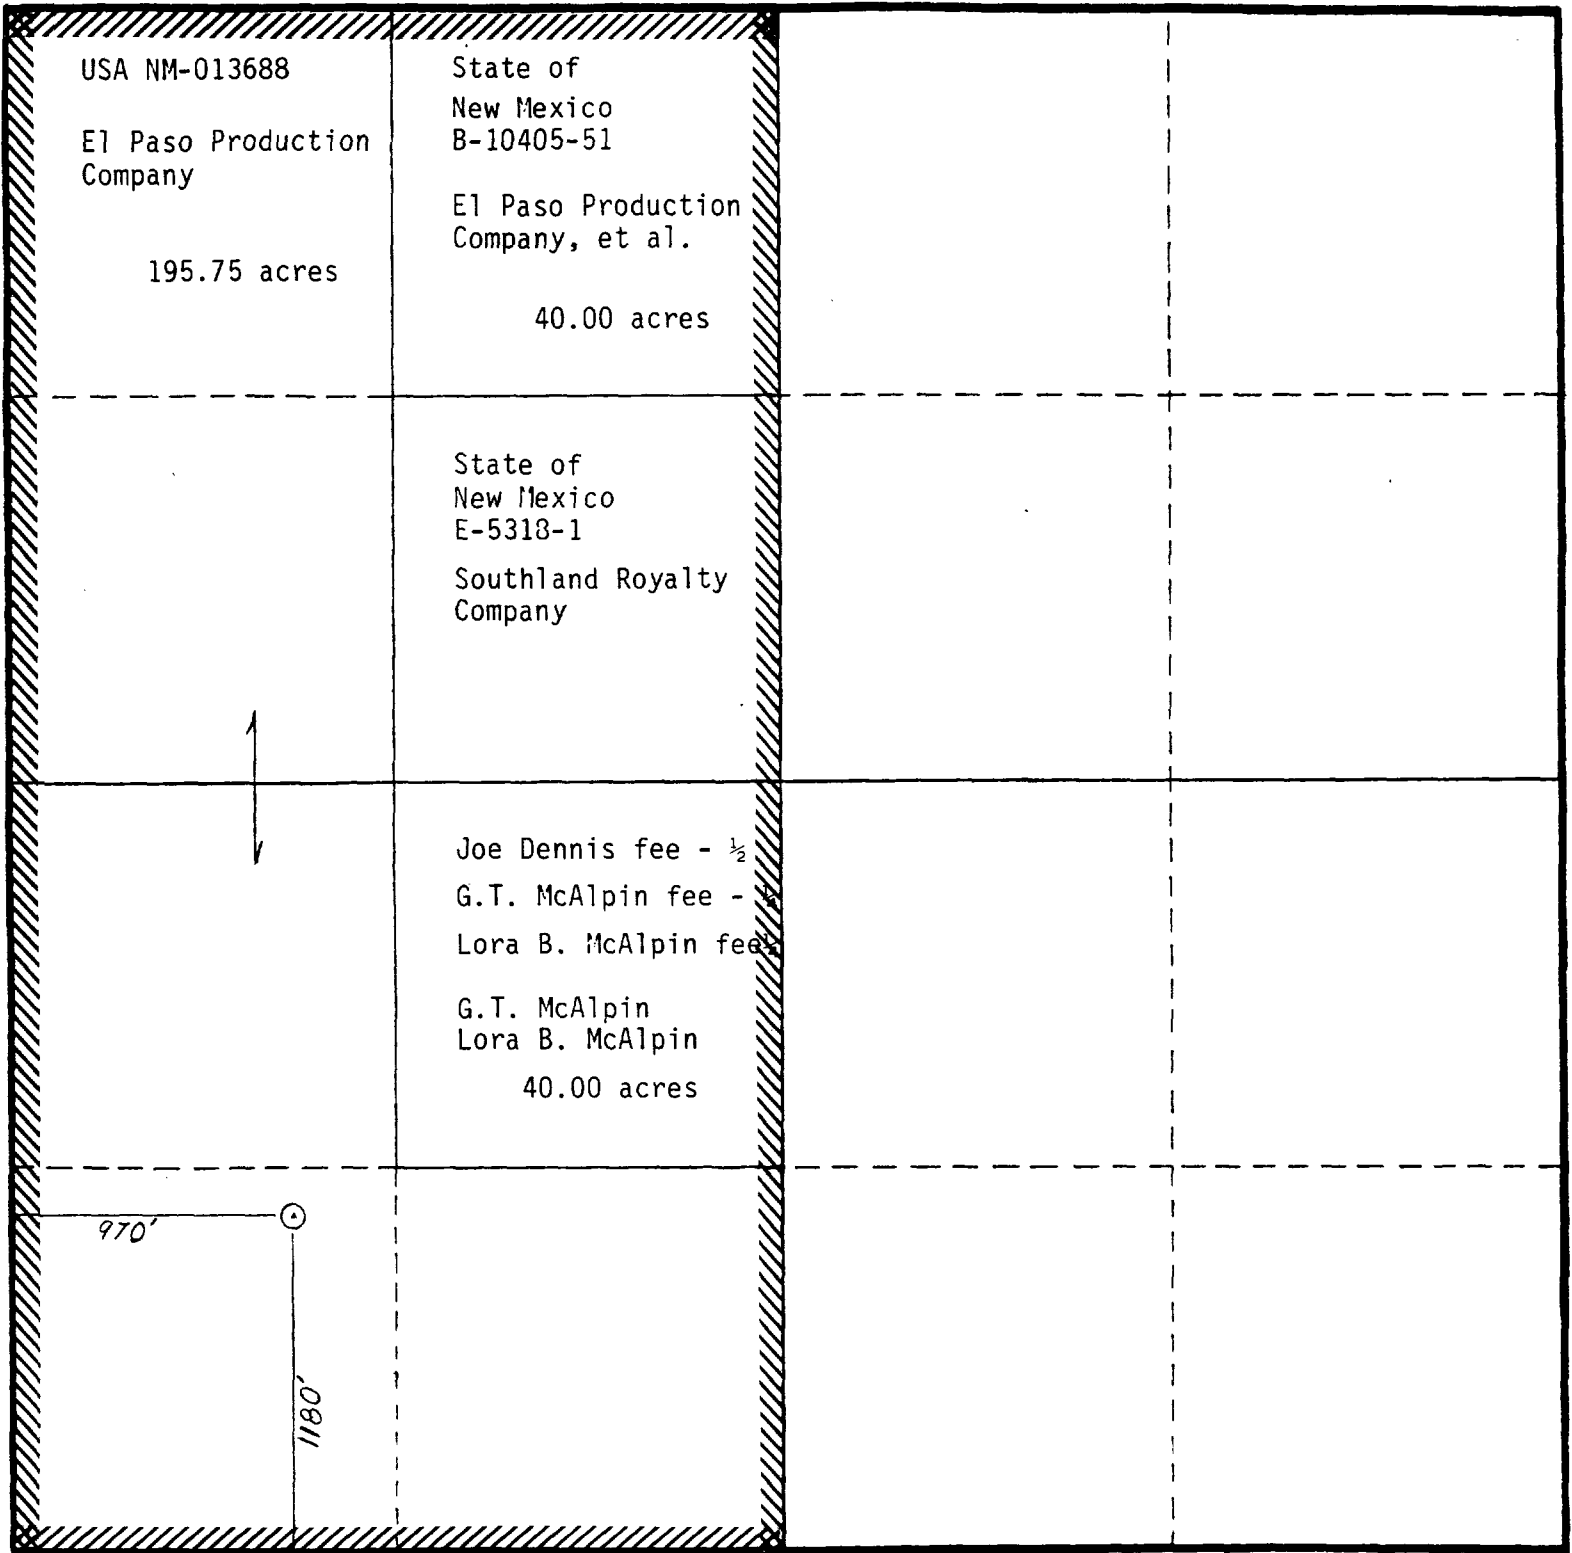 USA NM-013688
El Paso Production
Company
195.75 acres
State of
New Mexico
B-10405-51
El Paso Production
Company, et al.
40.00 acres
State of
New Mexico
E-5318-1
Southland Royalty
Company
Joe Dennis fee - ½
G.T. McAlpin fee -
Lora B. McAlpin fee
G.T. McAlpin
Lora B. McAlpin
40.00 acres
970'
1180'